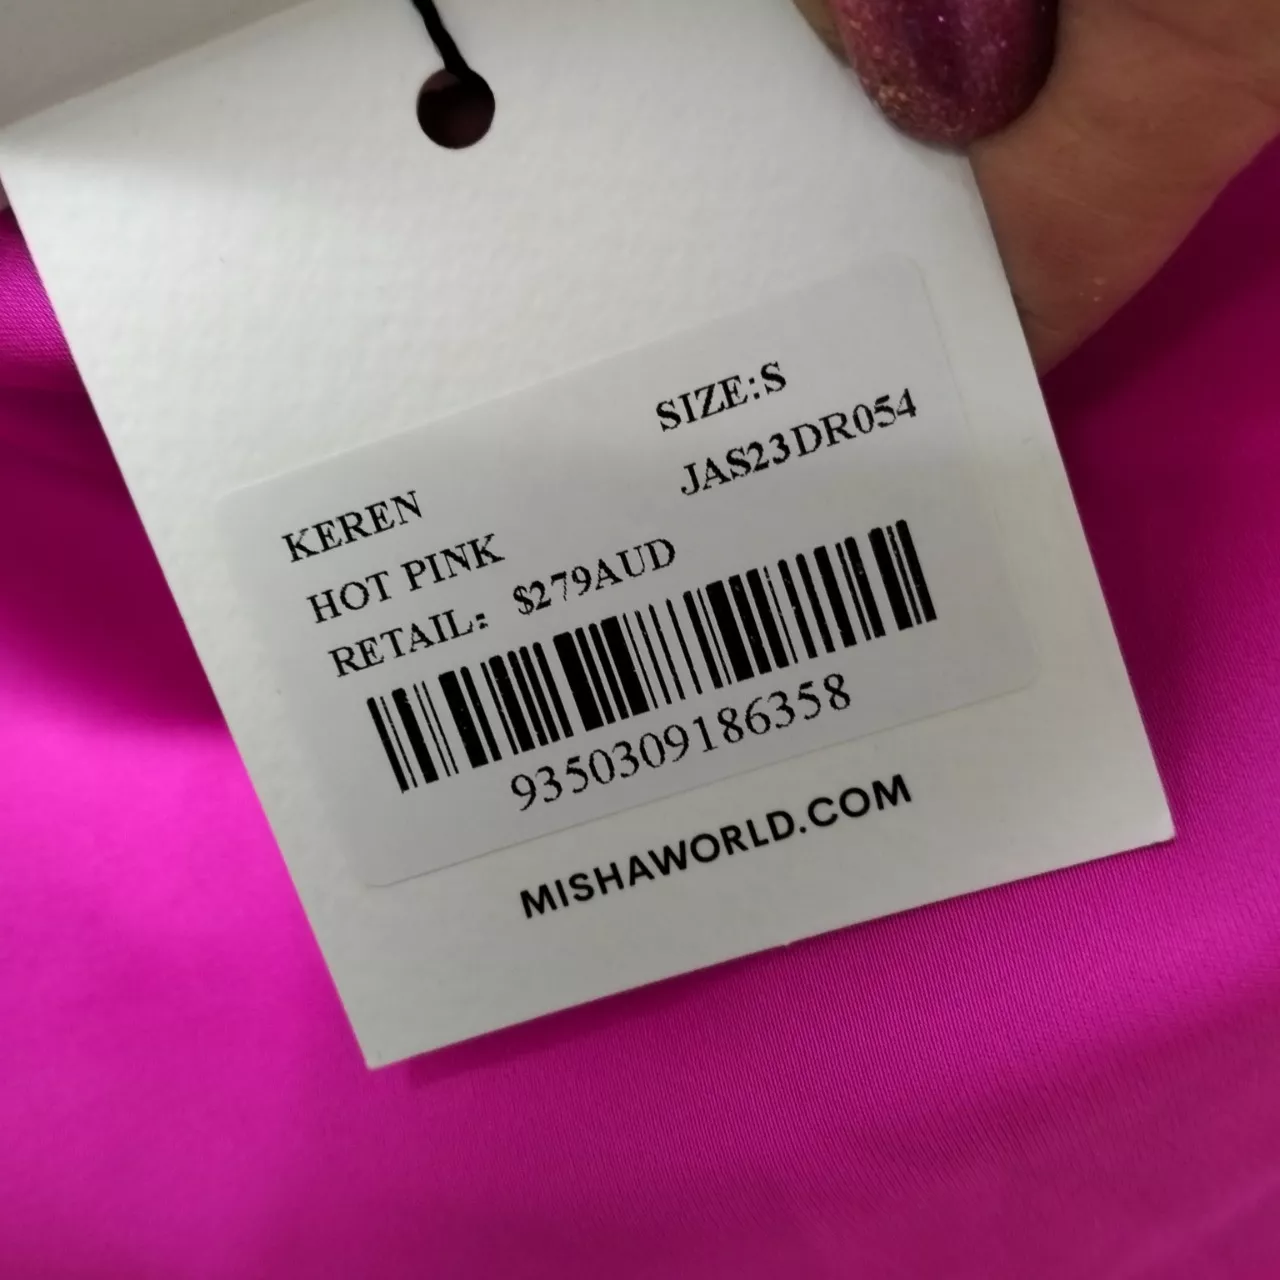 SIZE:S
KEREN JAS23DR054
HOT PINK
RETAIL: $279AUD
9350309186358
MISHAWORLD.COM